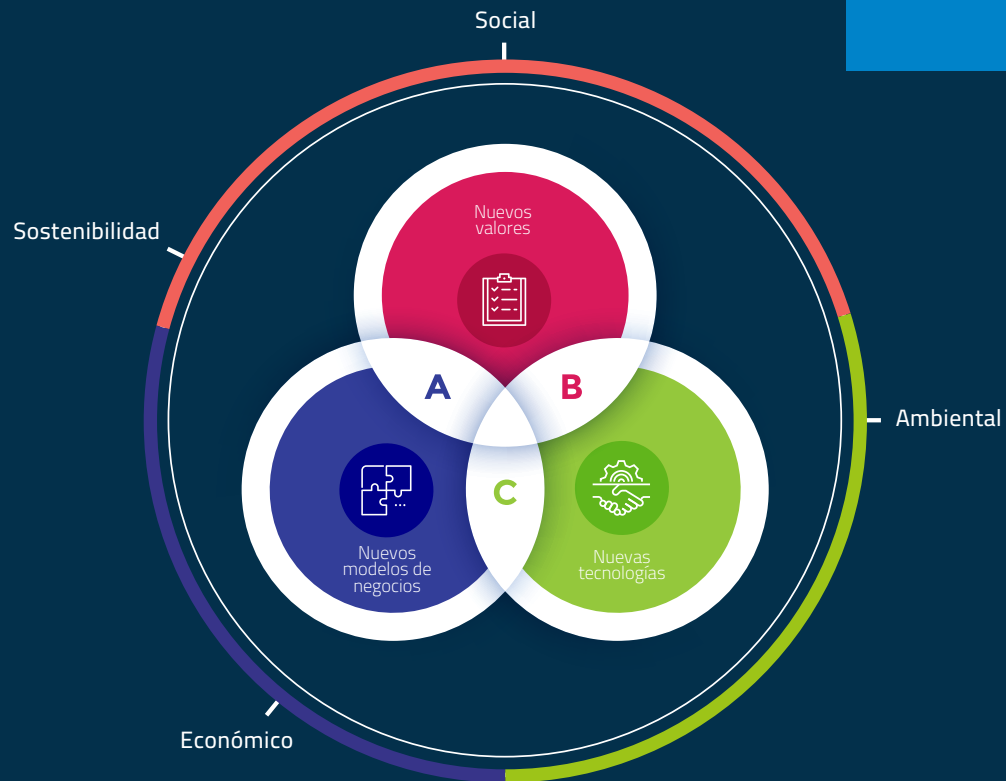 Social
Sostenibilidad
Nuevos
valores
A
B
Ambiental
C
Nuevos
modelos de
negocios
Nuevas
tecnologías
Económico